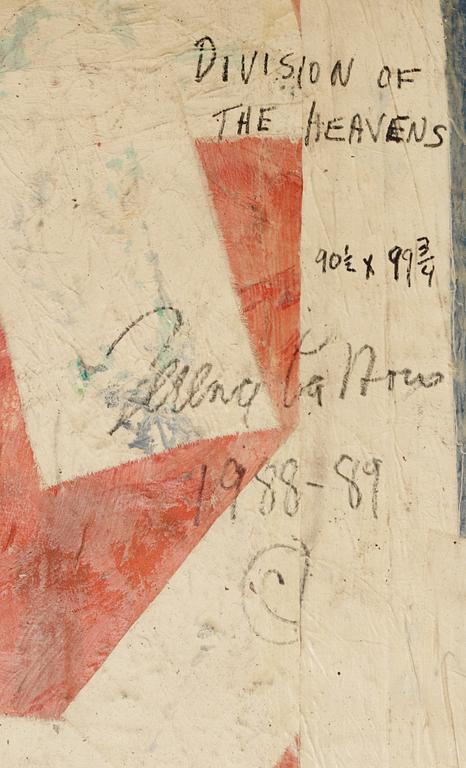 DIVISION OF
THE HEAVENS
90½ x 99¾
1988-89
©